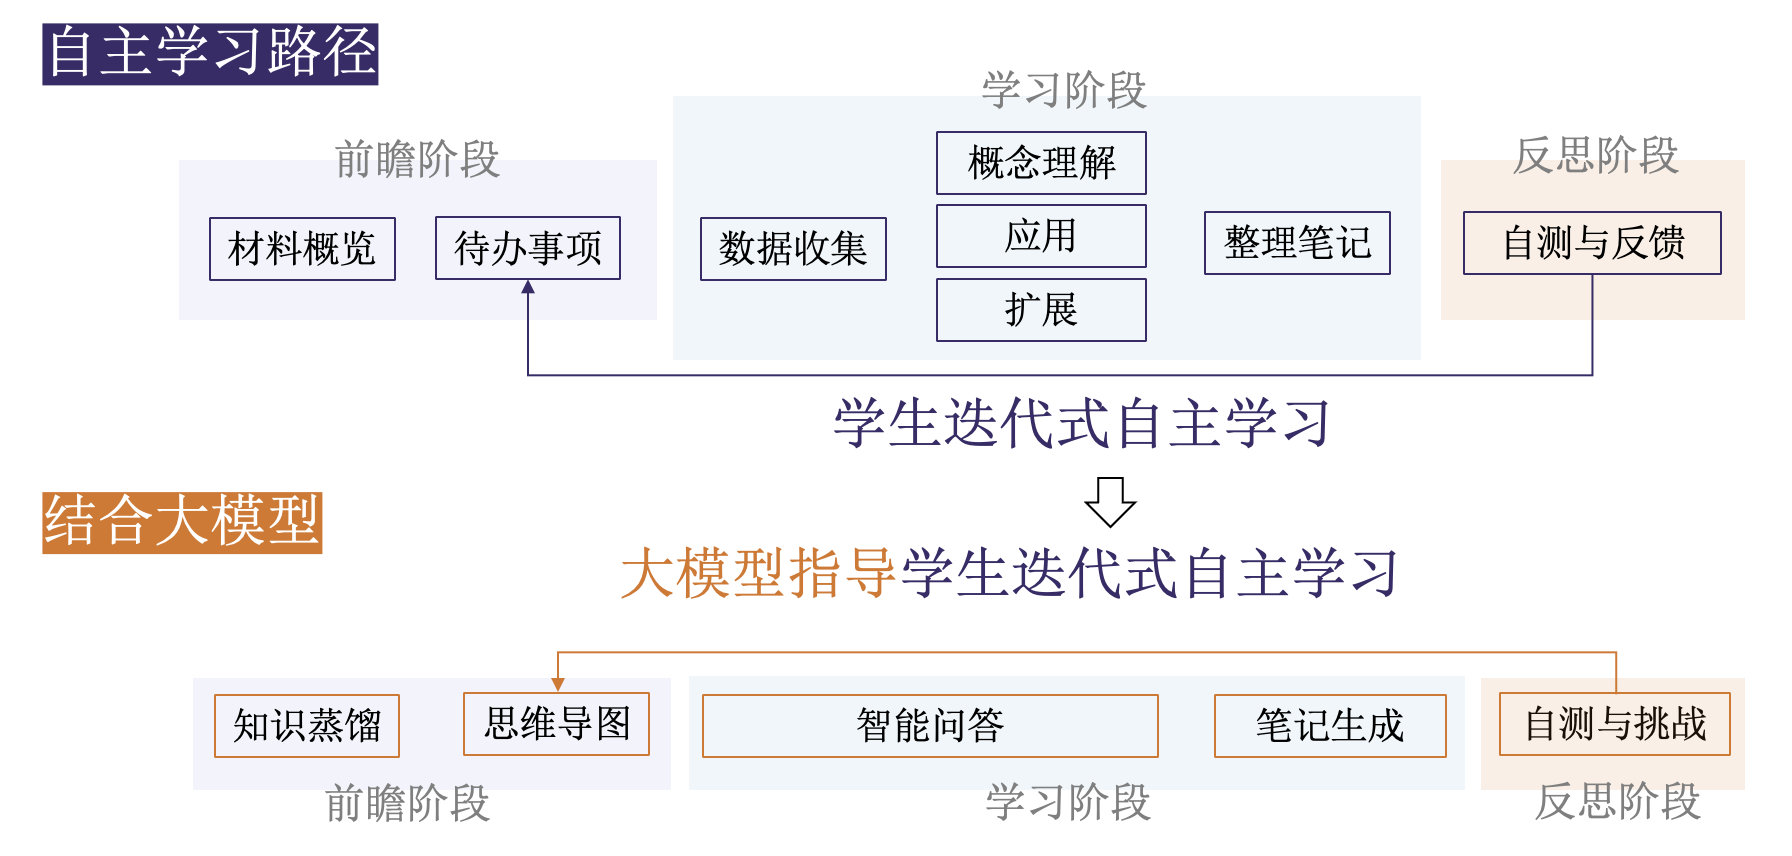 自主学习路径
前瞻阶段
材料概览
待办事项
学习阶段
数据收集
概念理解
应用
扩展
整理笔记
反思阶段
自测与反馈
学生迭代式自主学习
结合大模型
大模型指导学生迭代式自主学习
知识蒸馏
思维导图
前瞻阶段
智能问答
笔记生成
学习阶段
自测与挑战
反思阶段